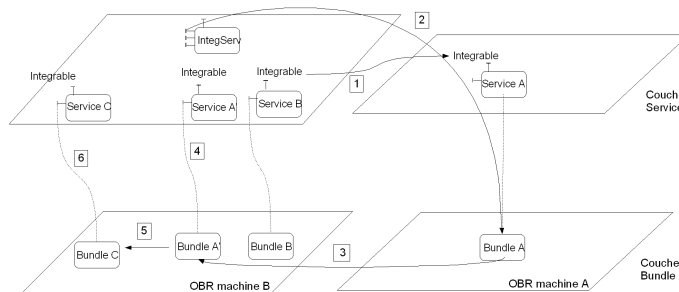 2
IntegServ
Integrable
Integrable
Integrable
Integrable
1
Service A
Service C
Service A'
Service B
Couch
Service
6
4
5
3
Bundle C
Bundle A'
Bundle B
Bundle A
Couche
Bundle
OBR machine B
OBR machine A